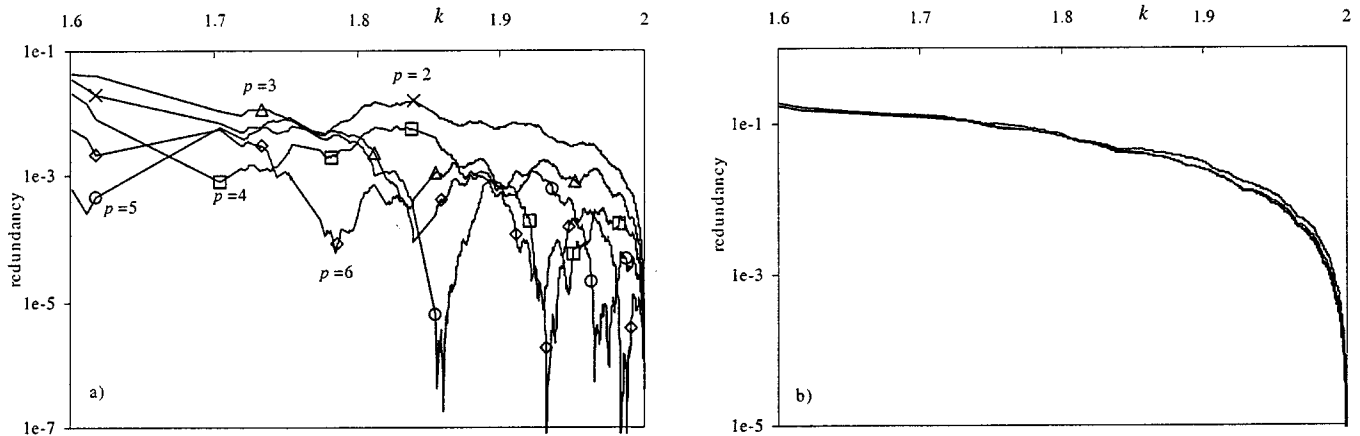 k
1.6 1.7 1.8 1.9 2
1e-1
p =3
p =2
1e-3
p =5
p =4
p =6
1e-5
1e-7
redundancy
a)
k
1.6 1.7 1.8 1.9 2
1e-1
1e-3
1e-5
redundancy
b)